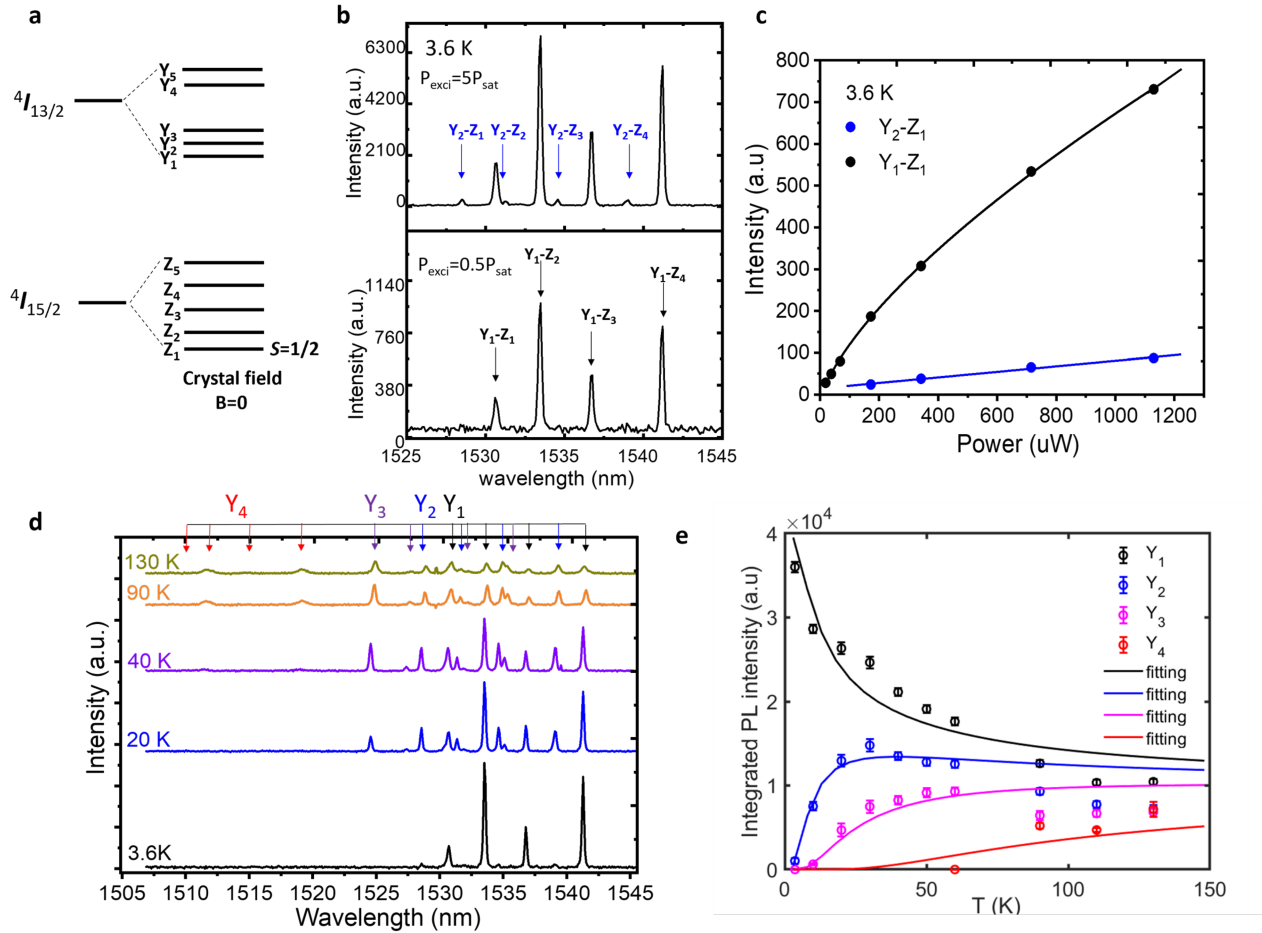 a
Y₅
Y₄
⁴I₁₃/₂
Y₃
Y₂
Y₁
Z₅
Z₄
⁴I₁₅/₂
Z₃
Z₂
Z₁
S=1/2
Crystal field
B=0
b
6300
4200
2100
0
Intensity (a.u.)
3.6 K
Pexci=5Psat
Y₂-Z₁
Y₂-Z₂
Y₂-Z₃
Y₂-Z₄
1140
760
380
0
Intensity (a.u.)
Pexci=0.5Psat
Y₁-Z₁
Y₁-Z₂
Y₁-Z₃
Y₁-Z₄
1525 1530 1535 1540 1545
wavelength (nm)
c
800
700
600
500
400
300
200
100
0
Intensity (a.u)
3.6 K
Y₂-Z₁
Y₁-Z₁
0 200 400 600 800 1000 1200
Power (uW)
d
Y₄ Y₃ Y₂ Y₁
130 K
90 K
40 K
20 K
3.6K
Intensity (a.u.)
1505 1510 1515 1520 1525 1530 1535 1540 1545
Wavelength (nm)
e
×10⁴
4
3
2
1
0
Integrated PL intensity (a.u)
Y₁
Y₂
Y₃
Y₄
fitting
fitting
fitting
fitting
0 50 100 150
T (K)